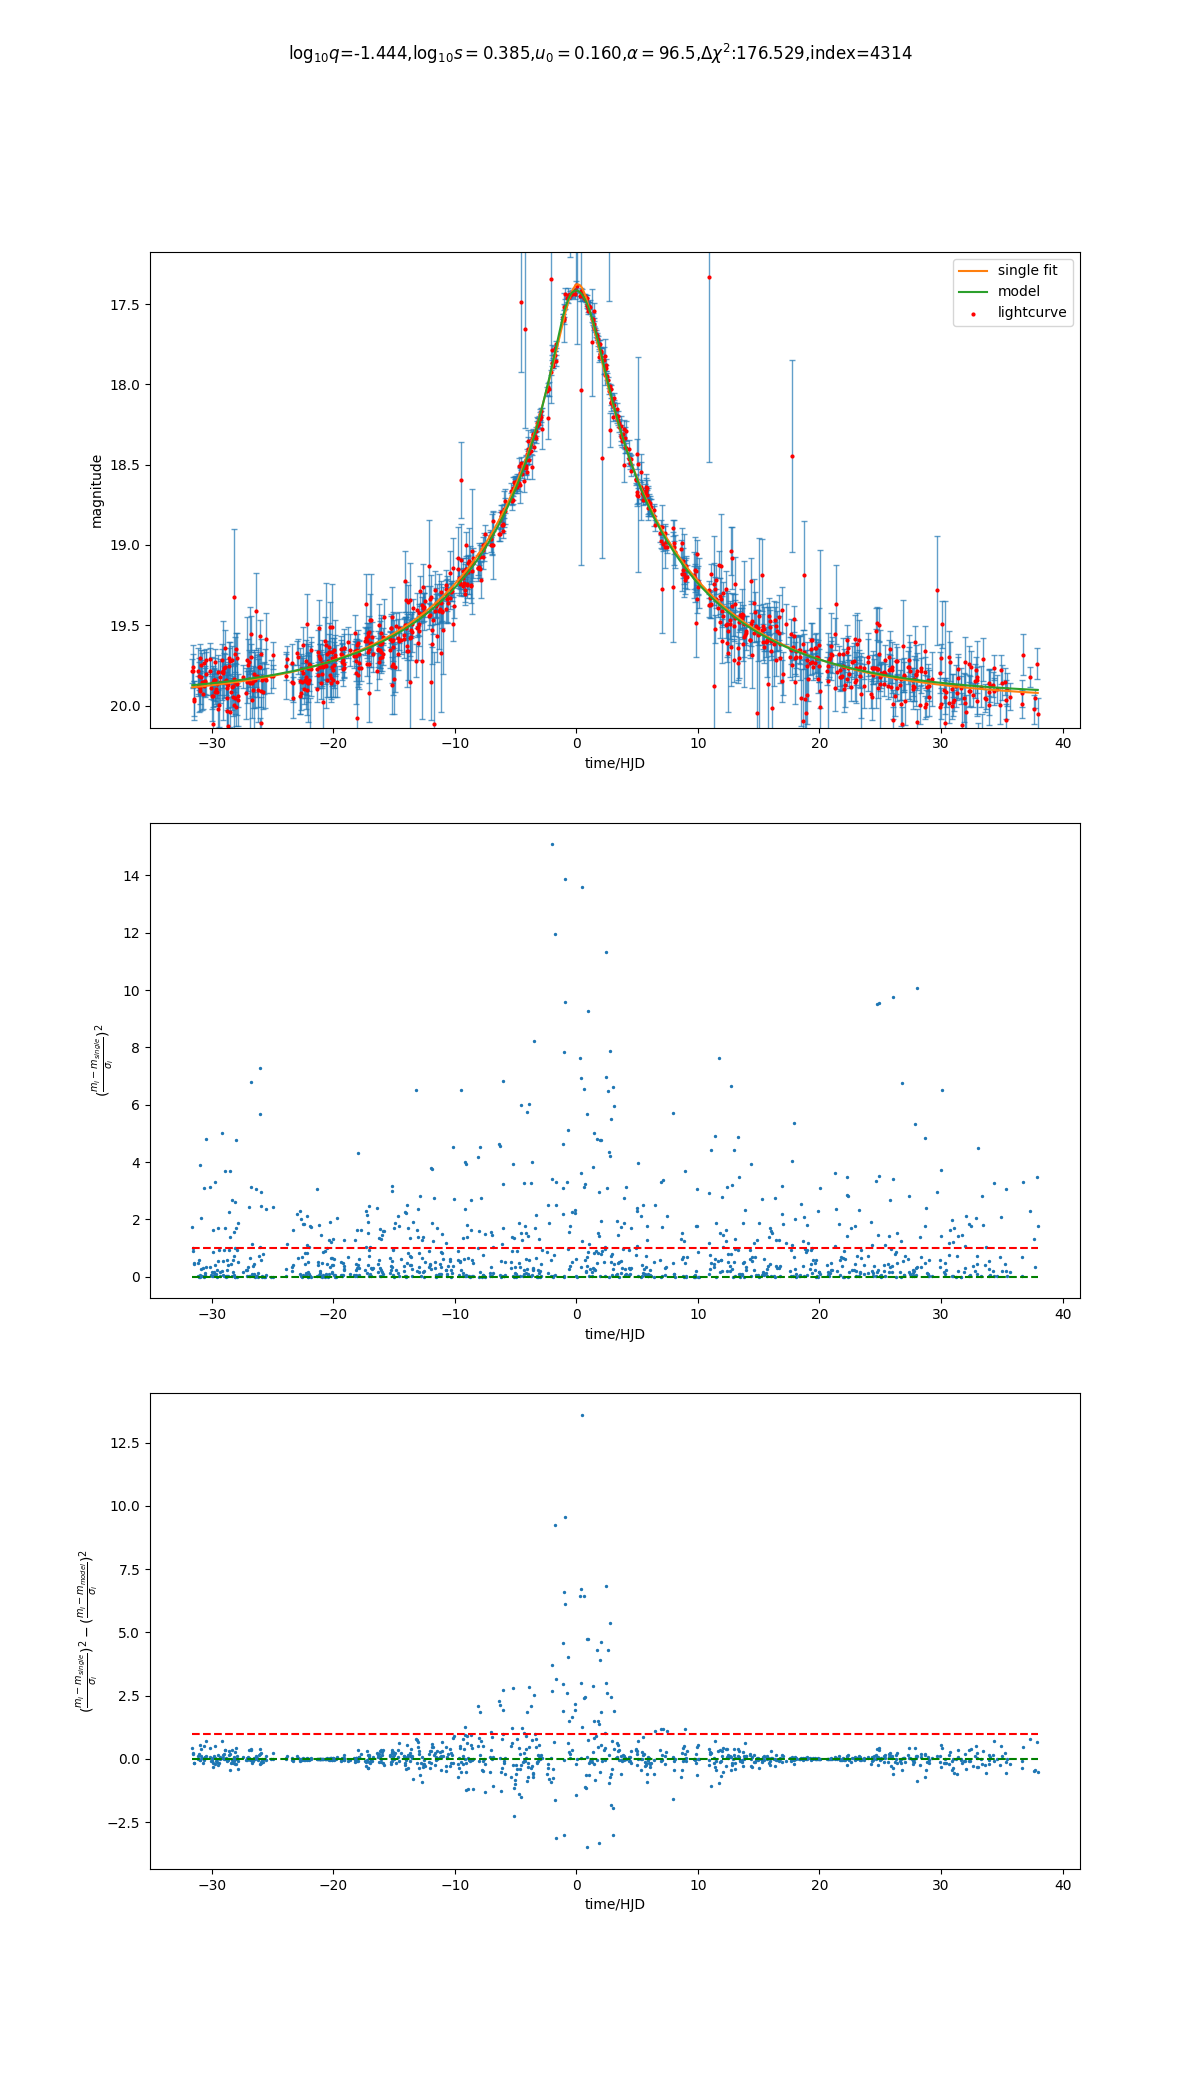 log₁₀q=-1.444,log₁₀s = 0.385,u₀ = 0.160,α = 96.5,Δχ²:176.529,index=4314
single fit
model
lightcurve
magnitude
17.5
18.0
18.5
19.0
19.5
20.0
−30 −20 −10 0 10 20 30 40
time/HJD
(mᵢ − m_single / σᵢ)²
14
12
10
8
6
4
2
0
−30 −20 −10 0 10 20 30 40
time/HJD
(mᵢ − m_single / σᵢ)² − (mᵢ − m_model / σᵢ)²
12.5
10.0
7.5
5.0
2.5
0.0
−2.5
−30 −20 −10 0 10 20 30 40
time/HJD